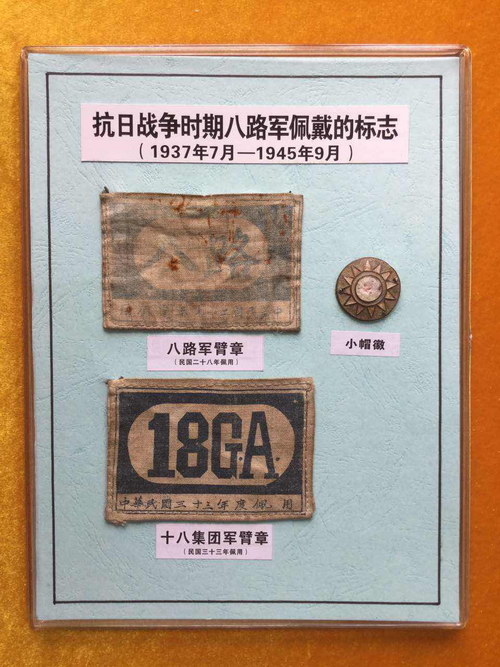 抗日战争时期八路军佩戴的标志
(1937年7月—1945年9月)
八路
八路军臂章
(民国二十八年佩用)
小帽徽
18G.A.
中華民國三十三年度佩用
十八集团军臂章
(民国三十三年佩用)